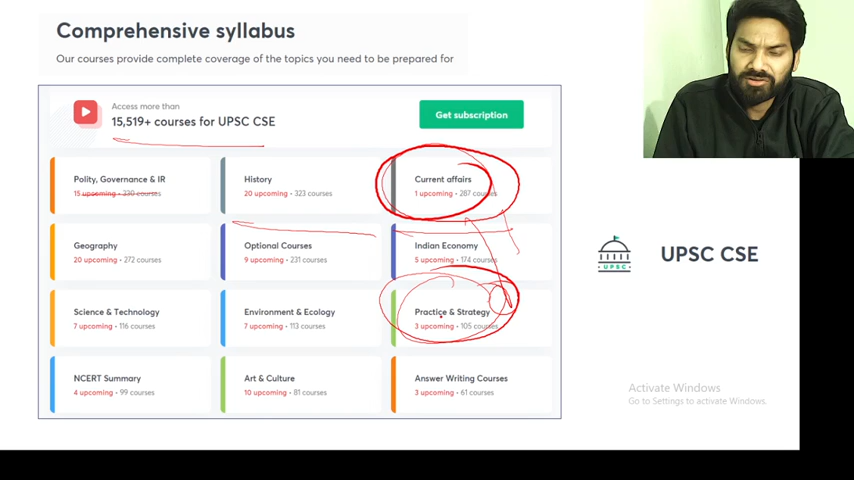 Comprehensive syllabus
Our courses provide complete coverage of the topics you need to be prepared for
Access more than
15,519+ courses for UPSC CSE
Get subscription
Polity, Governance & IR
15 upcoming • 330 courses
History
20 upcoming • 323 courses
Current affairs
1 upcoming • 287 courses
Geography
20 upcoming • 272 courses
Optional Courses
9 upcoming • 231 courses
Indian Economy
5 upcoming • 174 courses
Science & Technology
7 upcoming • 116 courses
Environment & Ecology
7 upcoming • 113 courses
Practice & Strategy
3 upcoming • 105 courses
NCERT Summary
4 upcoming • 99 courses
Art & Culture
10 upcoming • 81 courses
Answer Writing Courses
3 upcoming • 61 courses
UPSC
UPSC CSE
Activate Windows
Go to Settings to activate Windows.